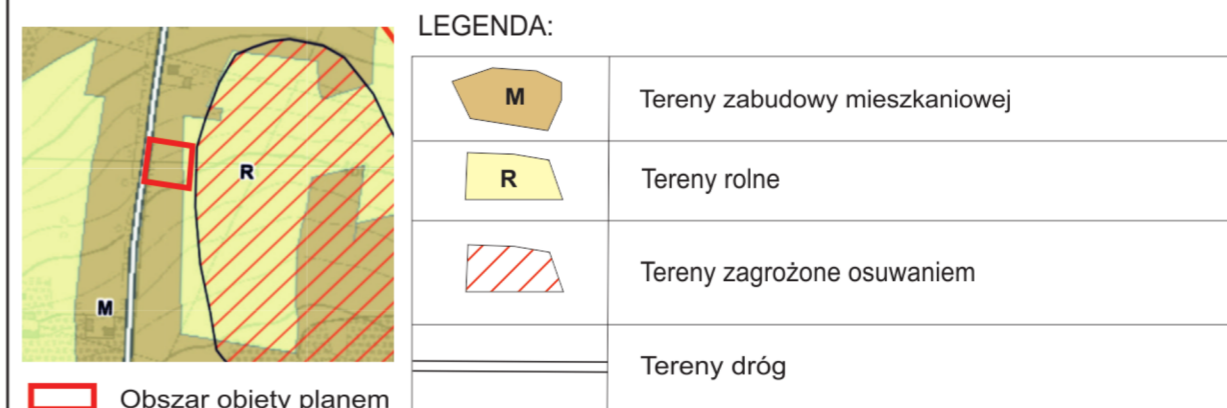 LEGENDA:
M
Tereny zabudowy mieszkaniowej
R
Tereny rolne
Tereny zagrożone osuwaniem
Tereny dróg
R
M
Obszar objęty planem